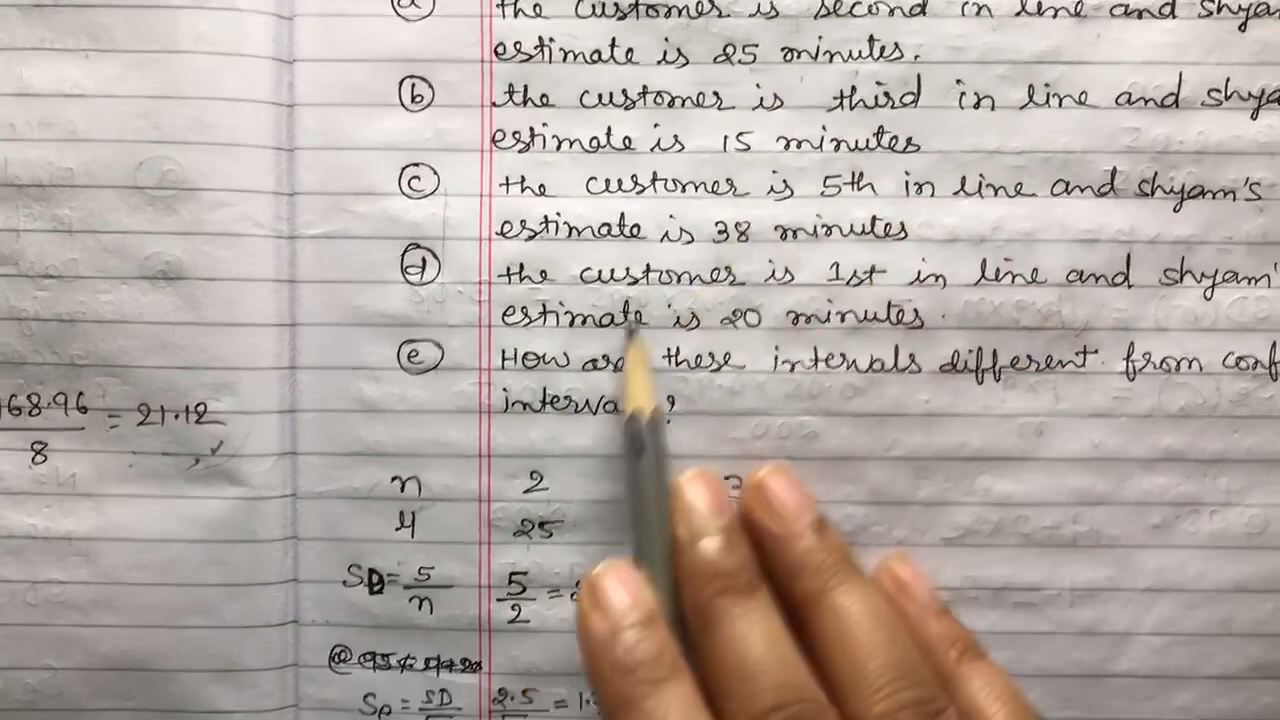 the customer is second in line and shyam
estimate is 25 minutes.
ⓑ the customer is third in line and shya
estimate is 15 minutes
ⓒ the customer is 5th in line and shyam's
estimate is 38 minutes
ⓓ the customer is 1st in line and shyam'
estimate is 20 minutes.
ⓔ How are these intervals different from conf
interva ?
168.96 = 21.12
8
n 2
4 25
SD = 5 5 =
n 2
SD 2.5 =